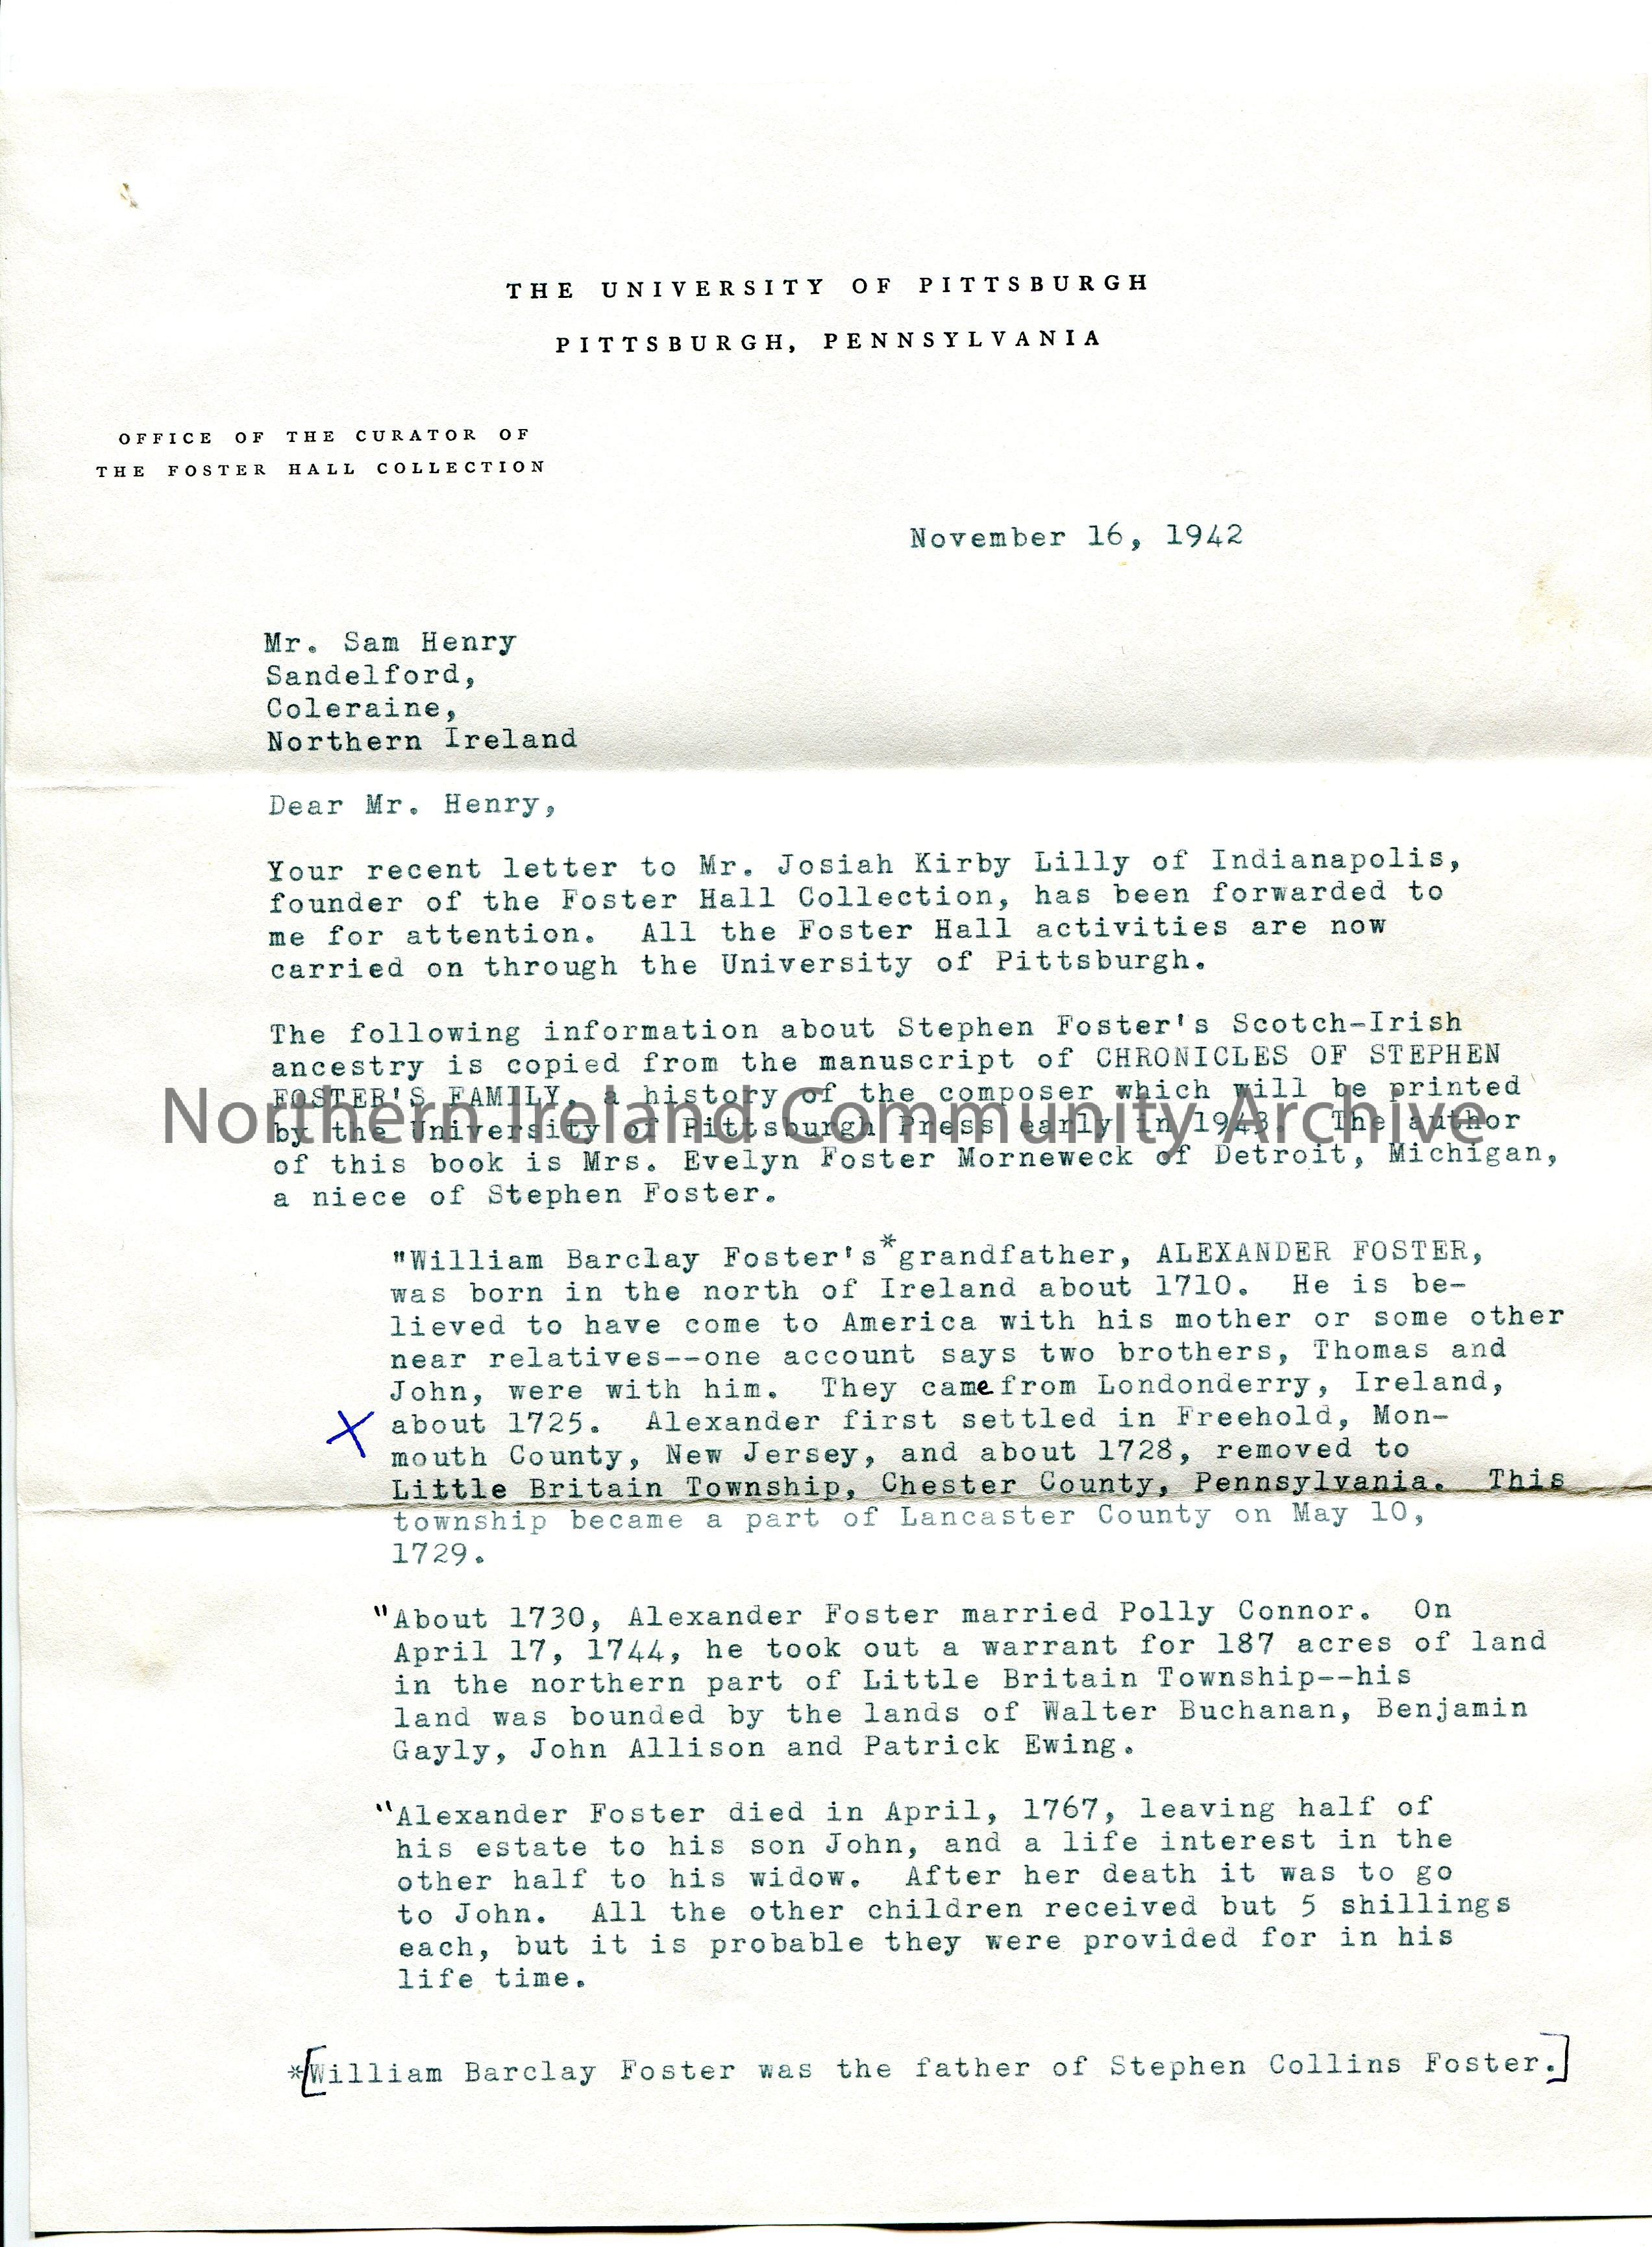 THE UNIVERSITY OF PITTSBURGH
PITTSBURGH, PENNSYLVANIA
OFFICE OF THE CURATOR OF
THE FOSTER HALL COLLECTION
November 16, 1942
Mr. Sam Henry
Sandelford,
Coleraine,
Northern Ireland
Dear Mr. Henry,
Your recent letter to Mr. Josiah Kirby Lilly of Indianapolis,
founder of the Foster Hall Collection, has been forwarded to
me for attention. All the Foster Hall activities are now
carried on through the University of Pittsburgh.
The following information about Stephen Foster's Scotch-Irish
ancestry is copied from the manuscript of CHRONICLES OF STEPHEN
FOSTER'S FAMILY, a history of the composer which will be printed
Northern Ireland Community Archive
by the University of Pittsburgh Press early in 1943. The author
of this book is Mrs. Evelyn Foster Morneweck of Detroit, Michigan,
a niece of Stephen Foster.
"William Barclay Foster's* grandfather, ALEXANDER FOSTER,
was born in the north of Ireland about 1710. He is be-
lieved to have come to America with his mother or some other
near relatives--one account says two brothers, Thomas and
John, were with him. They came from Londonderry, Ireland,
X about 1725. Alexander first settled in Freehold, Mon-
mouth County, New Jersey, and about 1728, removed to
Little Britain Township, Chester County, Pennsylvania. This
township became a part of Lancaster County on May 10,
1729.
"About 1730, Alexander Foster married Polly Connor. On
April 17, 1744, he took out a warrant for 187 acres of land
in the northern part of Little Britain Township--his
land was bounded by the lands of Walter Buchanan, Benjamin
Gayly, John Allison and Patrick Ewing.
"Alexander Foster died in April, 1767, leaving half of
his estate to his son John, and a life interest in the
other half to his widow. After her death it was to go
to John. All the other children received but 5 shillings
each, but it is probable they were provided for in his
life time.
*[William Barclay Foster was the father of Stephen Collins Foster.]